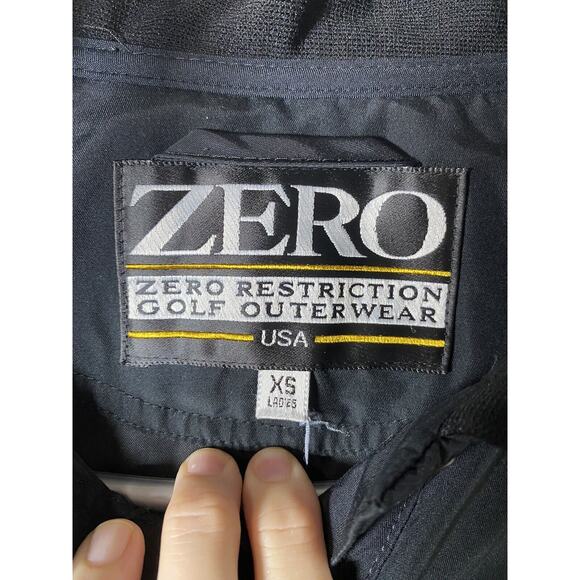 ZERO
ZERO RESTRICTION
GOLF OUTERWEAR
USA
XS
LADIES